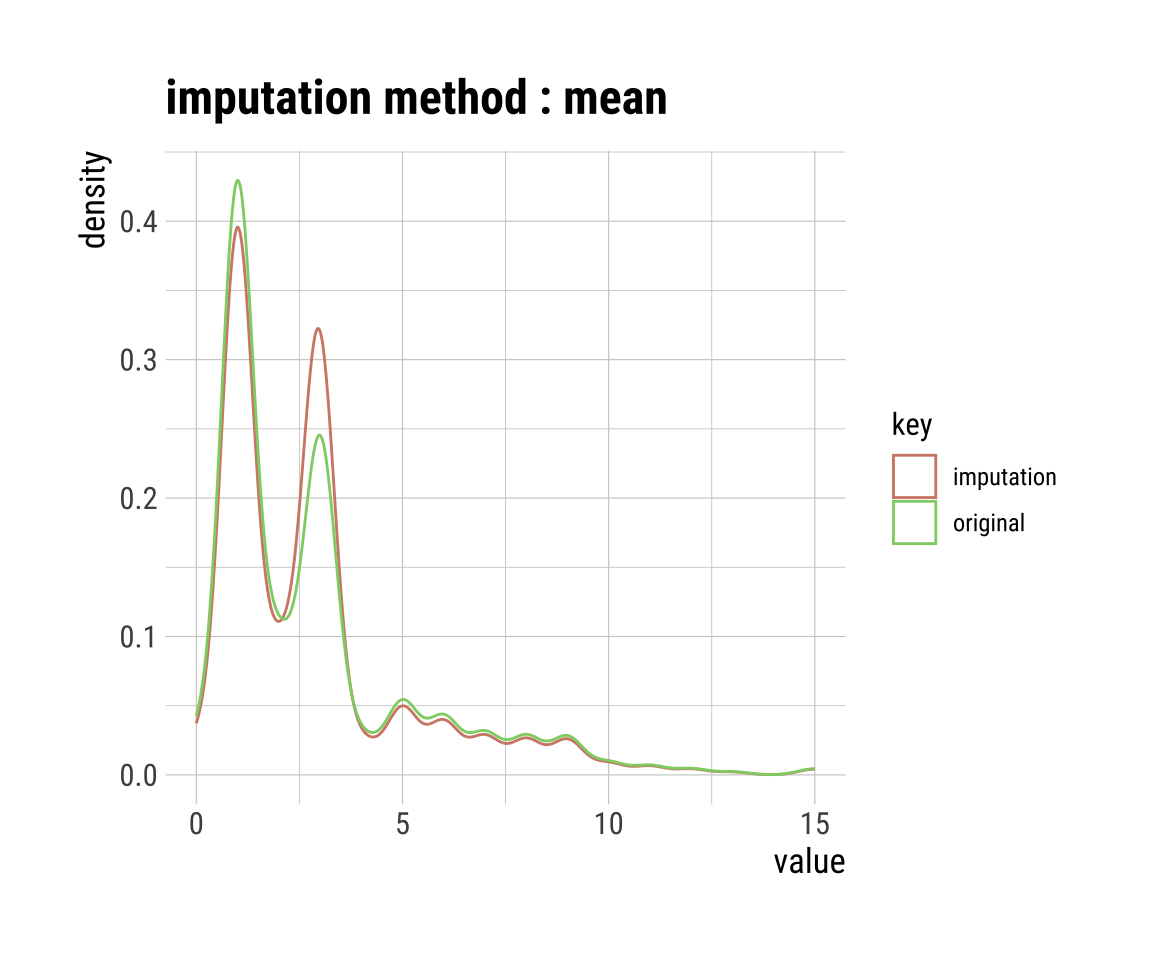 imputation method : mean
density
0.4
0.3
0.2
0.1
0.0
0 5 10 15
value
key
imputation
original